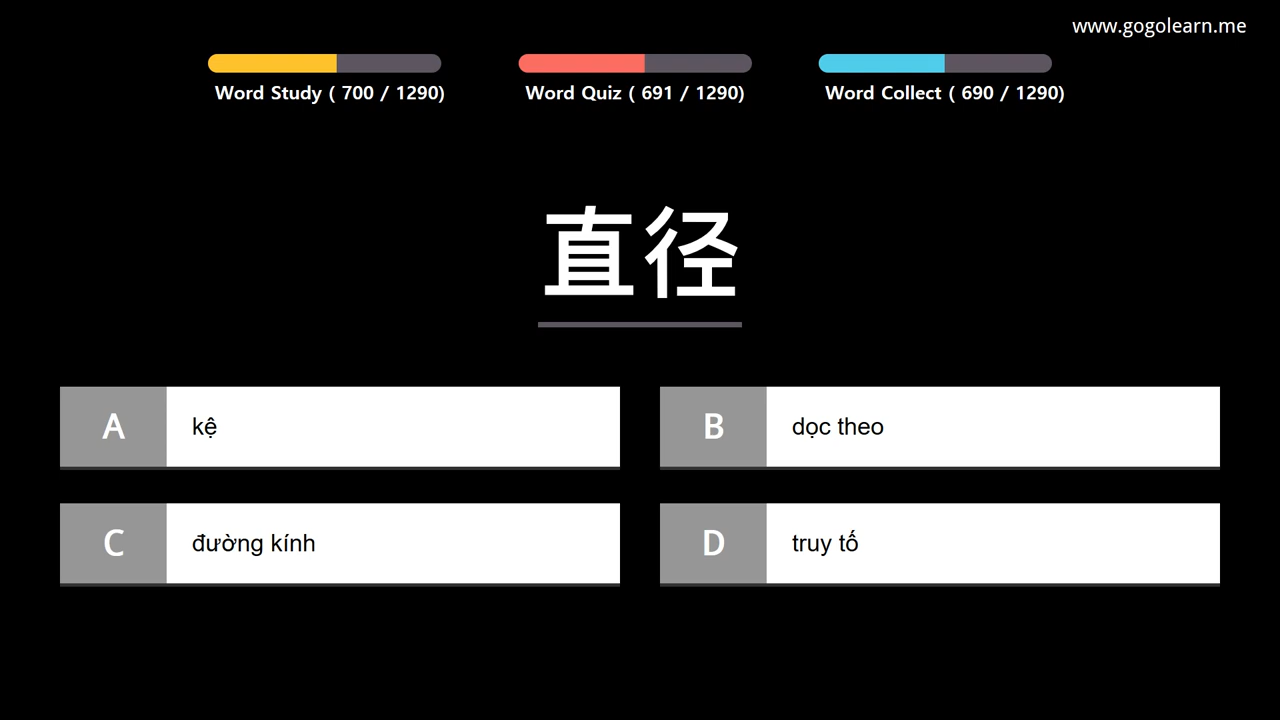 www.gogolearn.me
Word Study ( 700 / 1290)
Word Quiz ( 691 / 1290)
Word Collect ( 690 / 1290)
直径
A
kệ
B
dọc theo
C
đường kính
D
truy tố